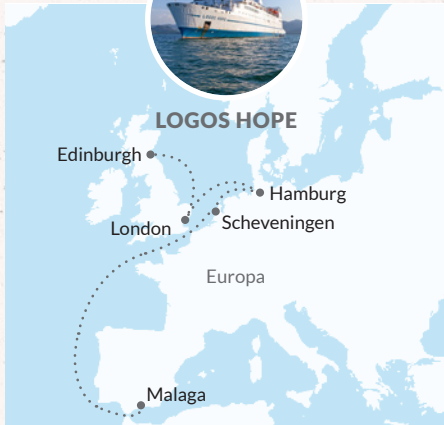 LOGOS HOPE
Edinburgh
Hamburg
London
Scheveningen
Europa
Malaga